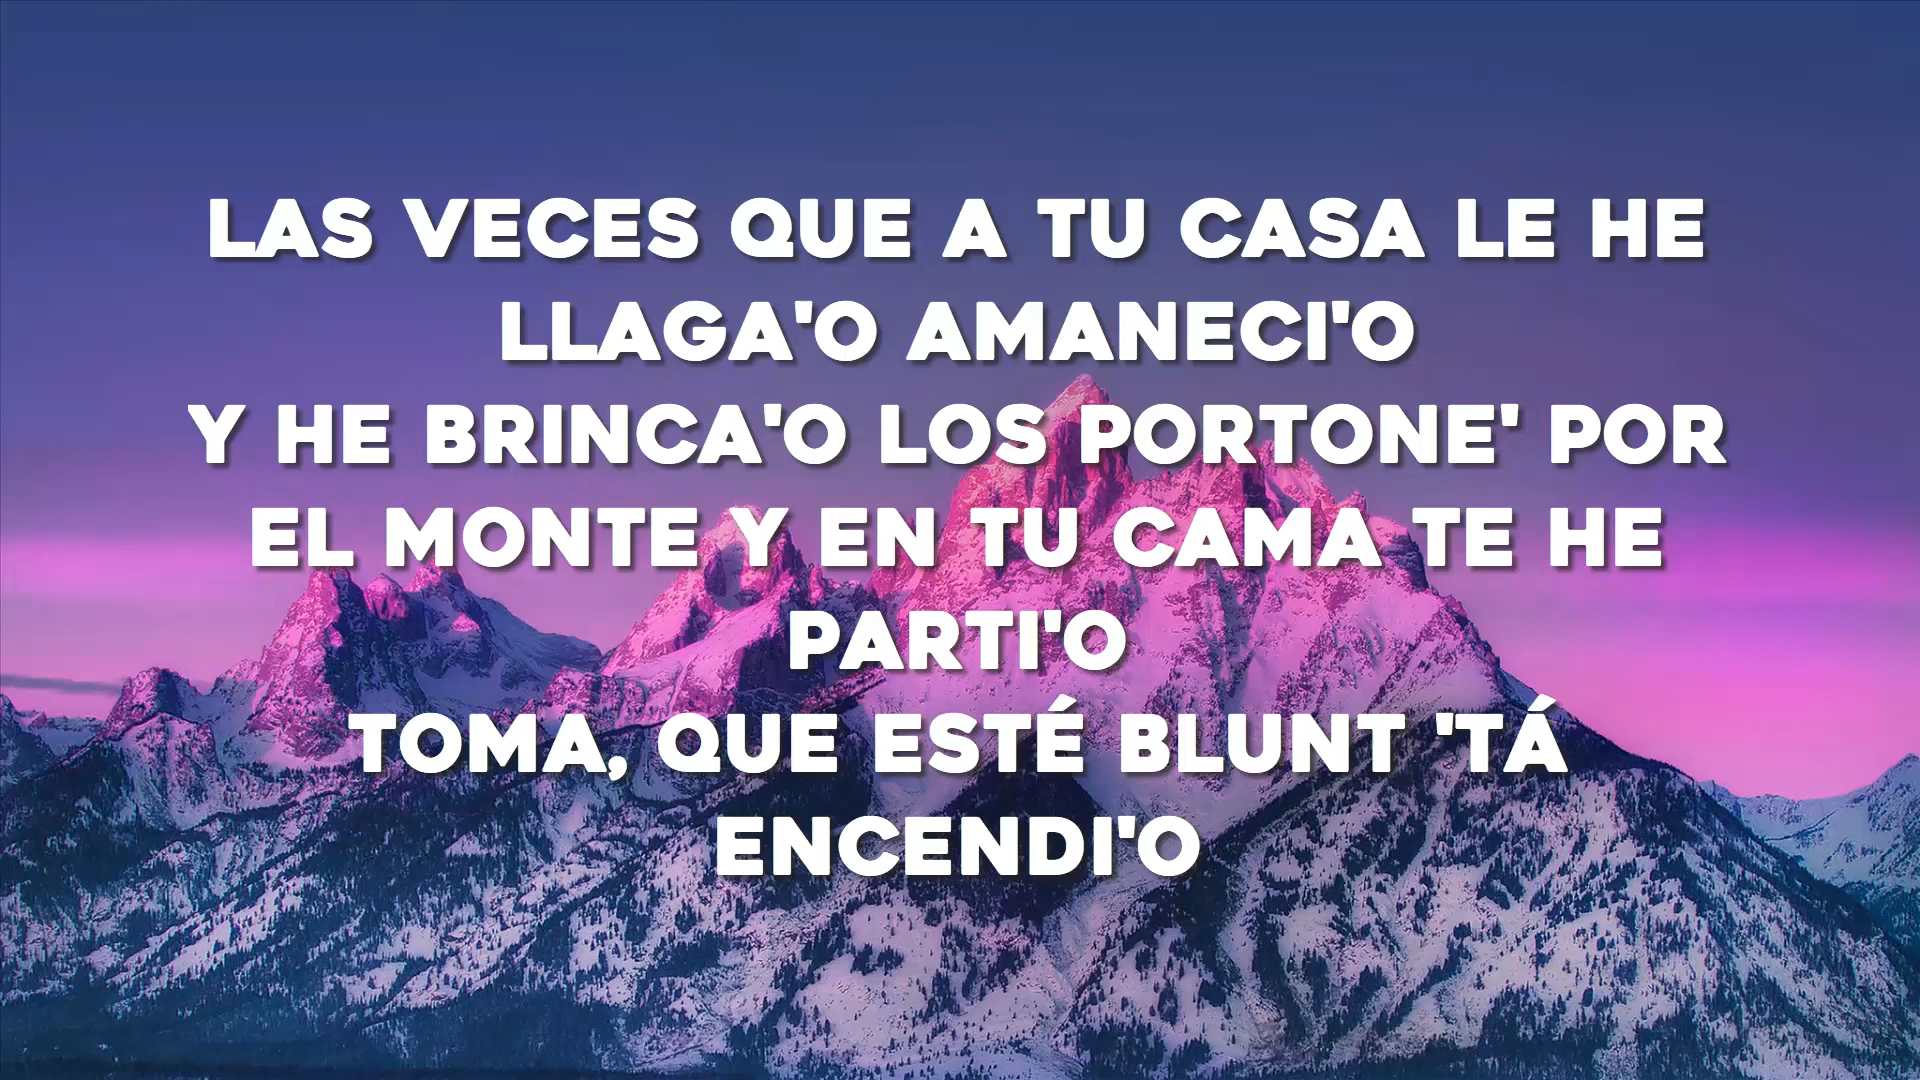 LAS VECES QUE A TU CASA LE HE
LLAGA'O AMANECI'O
Y HE BRINCA'O LOS PORTONE' POR
EL MONTE Y EN TU CAMA TE HE
PARTI'O
TOMA, QUE ESTÉ BLUNT 'TÁ
ENCENDI'O